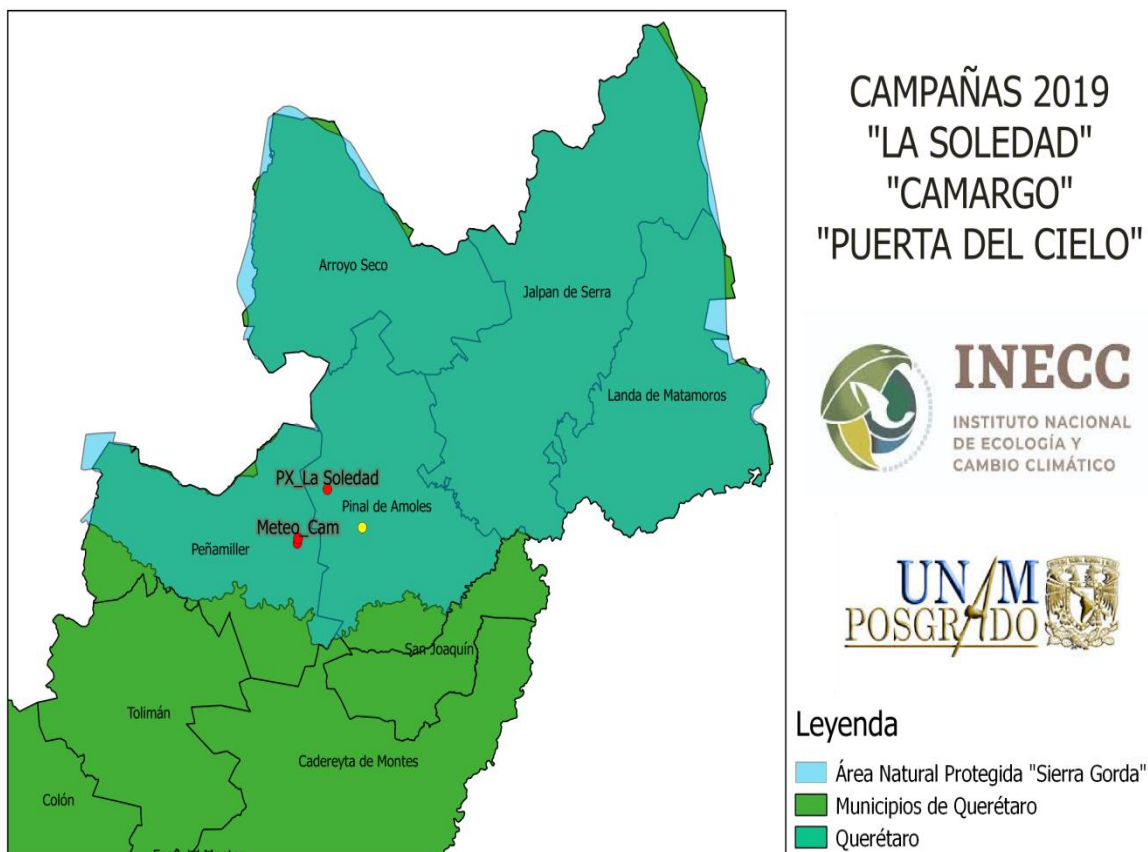 CAMPAÑAS 2019
"LA SOLEDAD"
"CAMARGO"
"PUERTA DEL CIELO"
Arroyo Seco
Jalpan de Serra
Landa de Matamoros
PX_La Soledad
Pinal de Amoles
Meteo_Cam
Peñamiller
San Joaquín
Tolimán
Cadereyta de Montes
Colón
INECC
INSTITUTO NACIONAL
DE ECOLOGÍA Y
CAMBIO CLIMÁTICO
UNAM
POSGRADO
Leyenda
Área Natural Protegida "Sierra Gorda"
Municipios de Querétaro
Querétaro